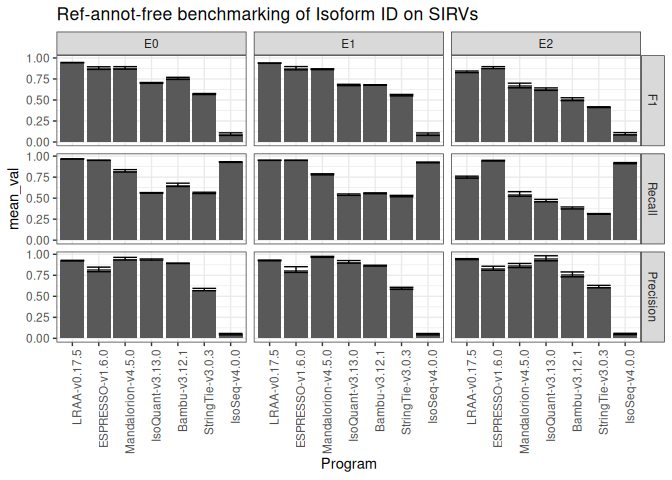 Ref-annot-free benchmarking of Isoform ID on SIRVs
E0 E1 E2
1.00
0.75
0.50
0.25
0.00
F1
1.00
0.75
0.50
0.25
0.00
Recall
1.00
0.75
0.50
0.25
0.00
Precision
mean_val
LRAA-v0.17.5 ESPRESSO-v1.6.0 Mandalorion-v4.5.0 IsoQuant-v3.13.0 Bambu-v3.12.1 StringTie-v3.0.3 IsoSeq-v4.0.0 LRAA-v0.17.5 ESPRESSO-v1.6.0 Mandalorion-v4.5.0 IsoQuant-v3.13.0 Bambu-v3.12.1 StringTie-v3.0.3 IsoSeq-v4.0.0 LRAA-v0.17.5 ESPRESSO-v1.6.0 Mandalorion-v4.5.0 IsoQuant-v3.13.0 Bambu-v3.12.1 StringTie-v3.0.3 IsoSeq-v4.0.0
Program